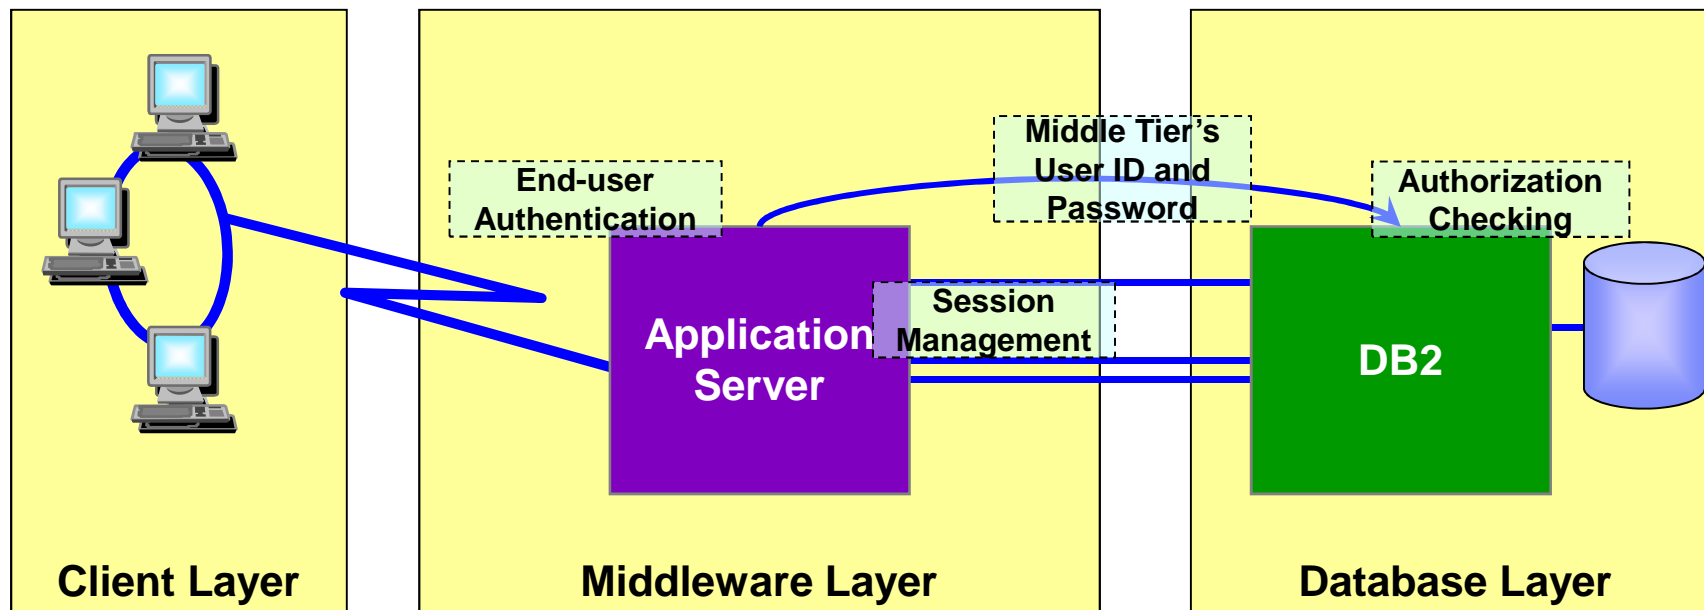 Middle Tier's
User ID and
Password
End-user
Authentication
Authorization
Checking
Session
Management
Application
Server
DB2
Client Layer
Middleware Layer
Database Layer